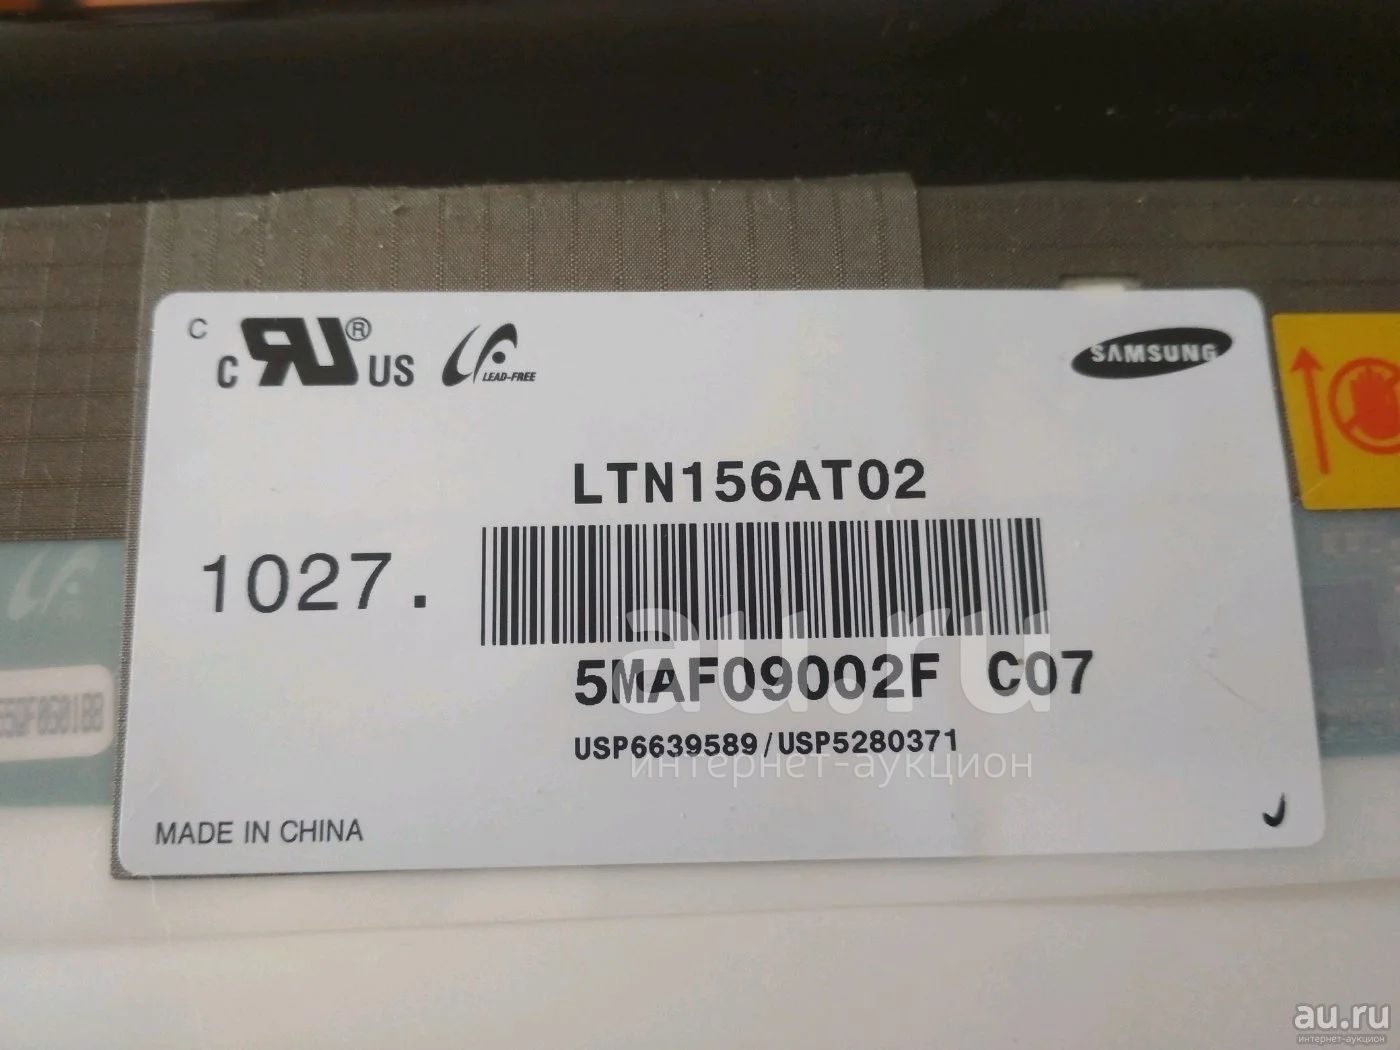 C
C UR® US LEAD-FREE
SAMSUNG
LTN156AT02
1027.
5MAF09002F C07
USP6639589/USP5280371
MADE IN CHINA
au.ru
интернет-аукцион
au.ru
интернет-аукцион